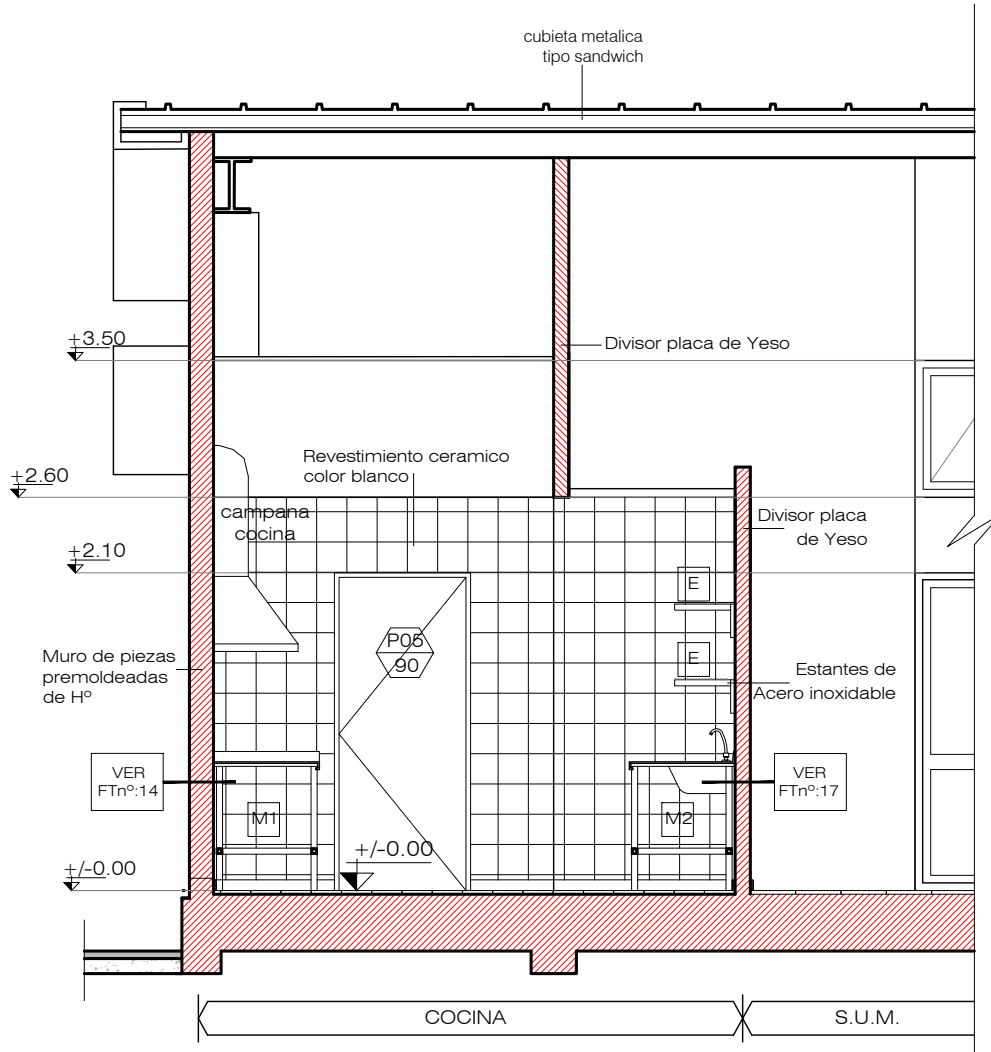 cubieta metalica
tipo sandwich
+3.50
Divisor placa de Yeso
Revestimiento ceramico
color blanco
+2.60
campana
cocina
Divisor placa
de Yeso
+2.10
E
P05
90
E
Muro de piezas
premoldeadas
de Hº
Estantes de
Acero inoxidable
VER
FTnº:14
VER
FTnº:17
M1
M2
+/-0.00
+/-0.00
COCINA
S.U.M.